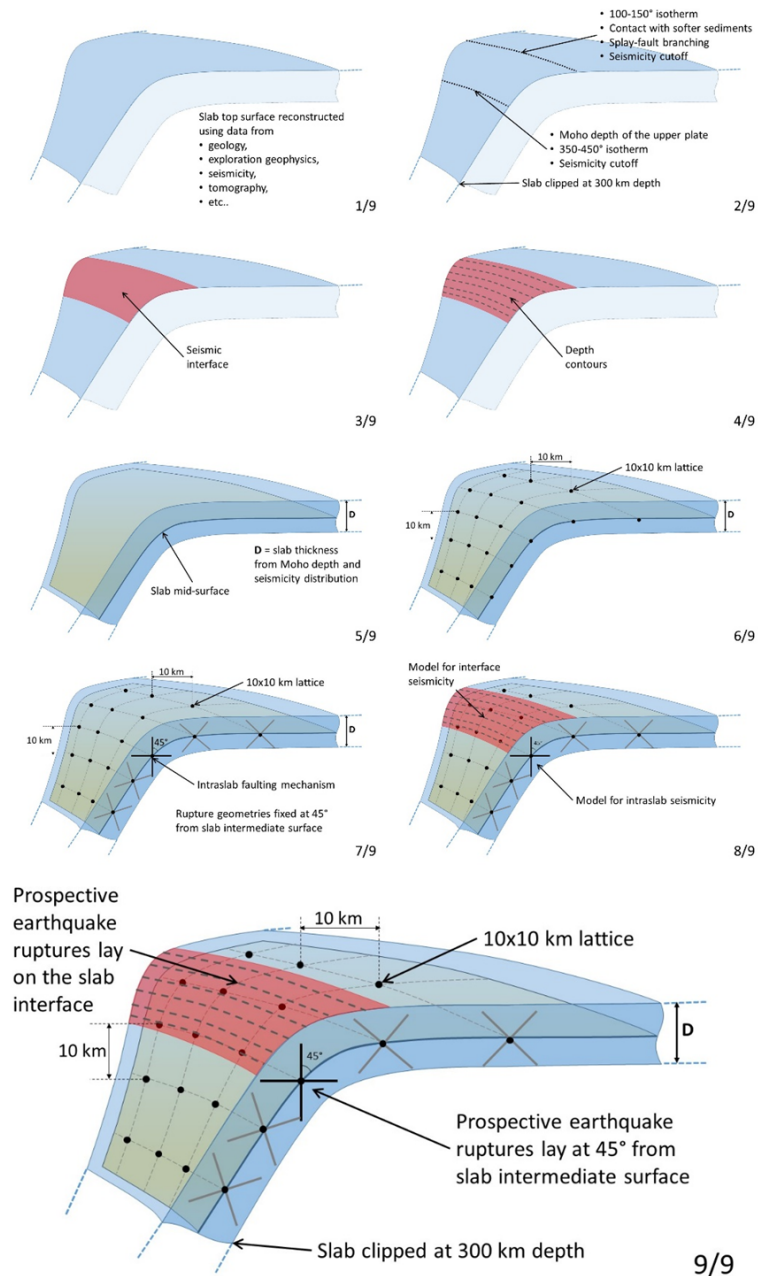 Slab top surface reconstructed
using data from
• geology,
• exploration geophysics,
• seismicity,
• tomography,
• etc..
1/9
• 100-150° isotherm
• Contact with softer sediments
• Splay-fault branching
• Seismicity cutoff
• Moho depth of the upper plate
• 350-450° isotherm
• Seismicity cutoff
Slab clipped at 300 km depth
2/9
Seismic
interface
3/9
Depth
contours
4/9
D
D = slab thickness
from Moho depth and
seismicity distribution
Slab mid-surface
5/9
10 km
10x10 km lattice
10 km
D
6/9
10 km
10x10 km lattice
10 km
D
45°
Intraslab faulting mechanism
Rupture geometries fixed at 45°
from slab intermediate surface
7/9
Model for interface
seismicity
45°
Model for intraslab seismicity
8/9
Prospective
earthquake
ruptures lay
on the slab
interface
10 km
10x10 km lattice
10 km
D
45°
Prospective earthquake
ruptures lay at 45° from
slab intermediate surface
Slab clipped at 300 km depth
9/9